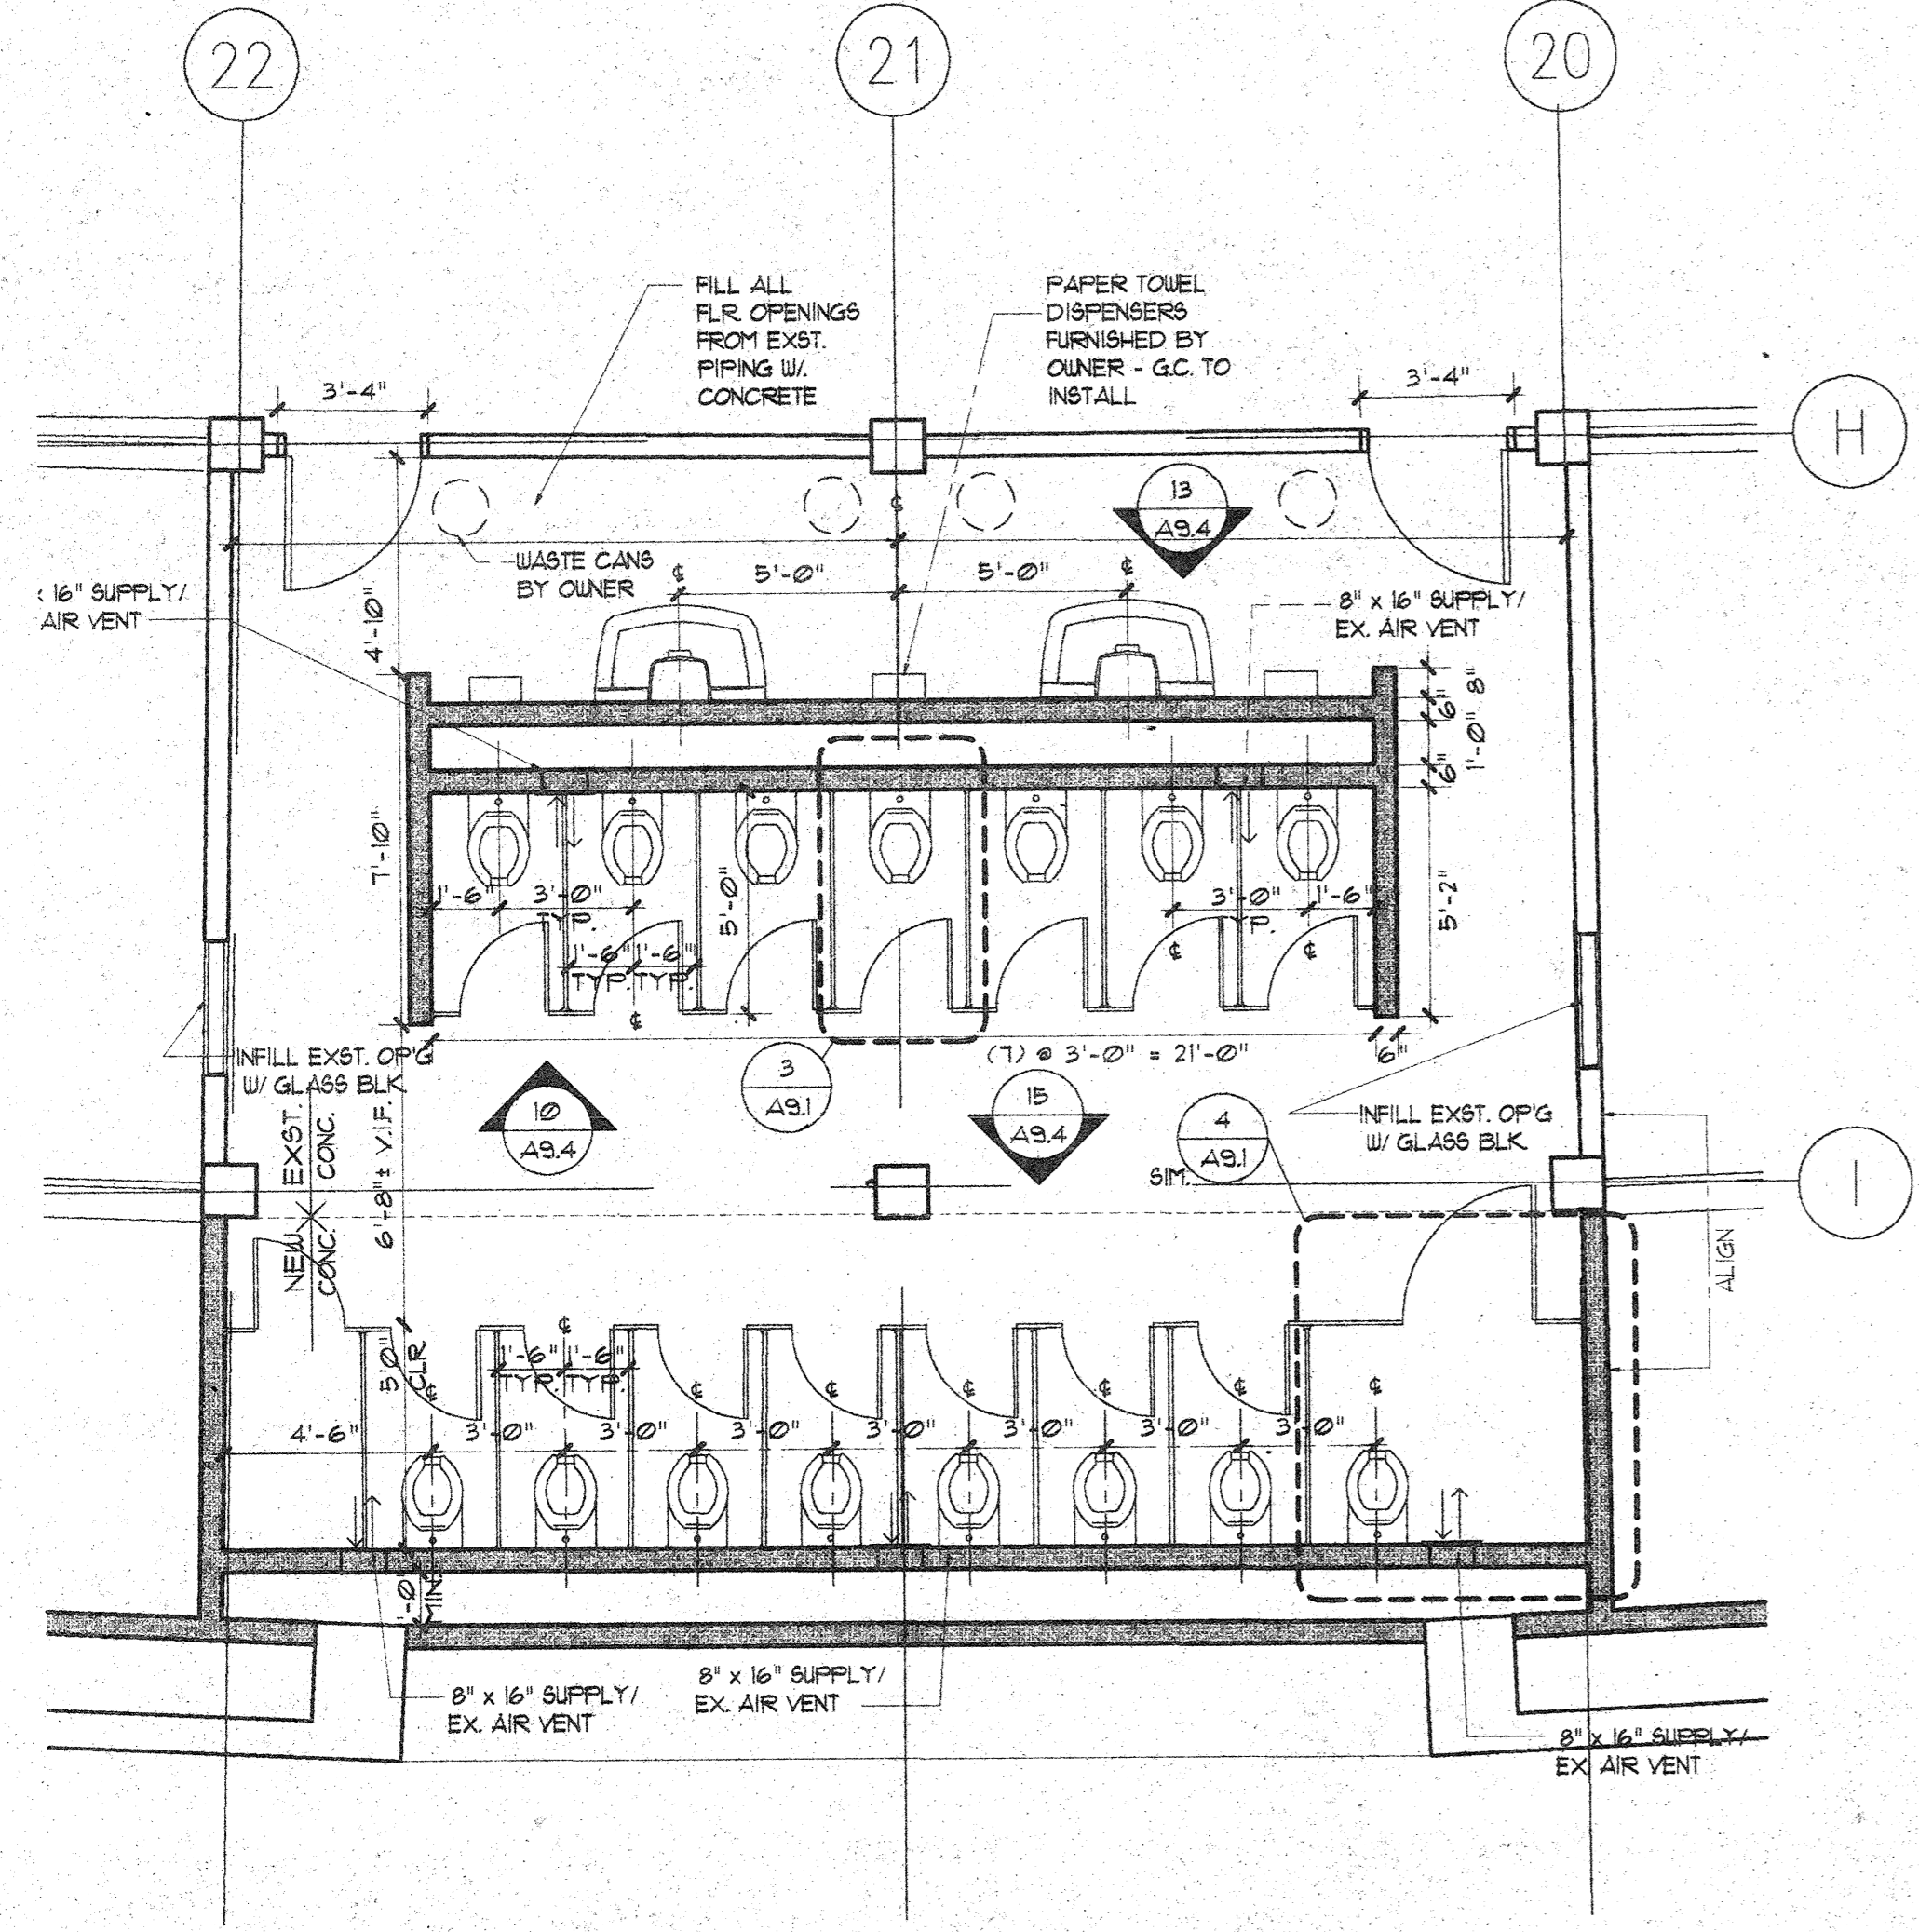 22
21
20
FILL ALL
FLR. OPENINGS
FROM EXST.
PIPING W/.
CONCRETE
PAPER TOWEL
DISPENSERS
FURNISHED BY
OWNER - G.C. TO
INSTALL
3'-4"
3'-4"
H
13
A9.4
℄
WASTE CANS
BY OWNER
℄
5'-0"
5'-0"
℄
x 16" SUPPLY/
AIR VENT
8" x 16" SUPPLY/
EX. AIR VENT
4'-10"
8"
6"
1'-0"
6"
7'-10"
1'-6"
3'-0"
TYP.
5'-0"
3'-0"
1'-6"
5'-2"
1'-6"
1'-6"
TYP.
TYP.
℄
℄
℄
(7) @ 3'-0" = 21'-0"
6"
INFILL EXST. OP'G
W/ GLASS BLK
3
A9.1
10
A9.4
15
A9.4
4
A9.1
SIM.
INFILL EXST. OP'G
W/ GLASS BLK
EXST.
CONC.
NEW
CONC.
6'-8"± V.I.F.
I
ALIGN
5'0"
CLR
℄
1'-6"
1'-6"
TYP.
TYP.
℄
℄
℄
℄
℄
℄
4'-6"
3'-0"
3'-0"
3'-0"
3'-0"
3'-0"
3'-0"
3'-0"
MIN.
8" x 16" SUPPLY/
EX. AIR VENT
8" x 16" SUPPLY/
EX. AIR VENT
8" x 16" SUPPLY/
EX. AIR VENT